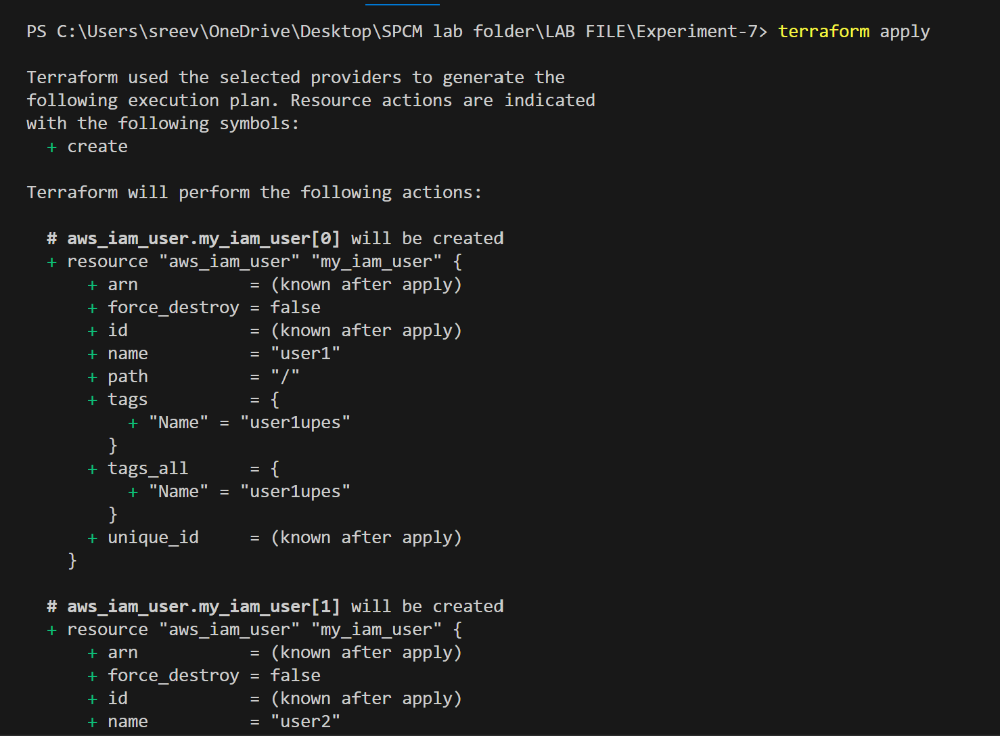 PS C:\Users\sreev\OneDrive\Desktop\SPCM lab folder\LAB FILE\Experiment-7> terraform apply
Terraform used the selected providers to generate the
following execution plan. Resource actions are indicated
with the following symbols:
  + create
Terraform will perform the following actions:
  # aws_iam_user.my_iam_user[0] will be created
  + resource "aws_iam_user" "my_iam_user" {
      + arn           = (known after apply)
      + force_destroy = false
      + id            = (known after apply)
      + name          = "user1"
      + path          = "/"
      + tags          = {
          + "Name" = "user1upes"
        }
      + tags_all      = {
          + "Name" = "user1upes"
        }
      + unique_id     = (known after apply)
    }
  # aws_iam_user.my_iam_user[1] will be created
  + resource "aws_iam_user" "my_iam_user" {
      + arn           = (known after apply)
      + force_destroy = false
      + id            = (known after apply)
      + name          = "user2"